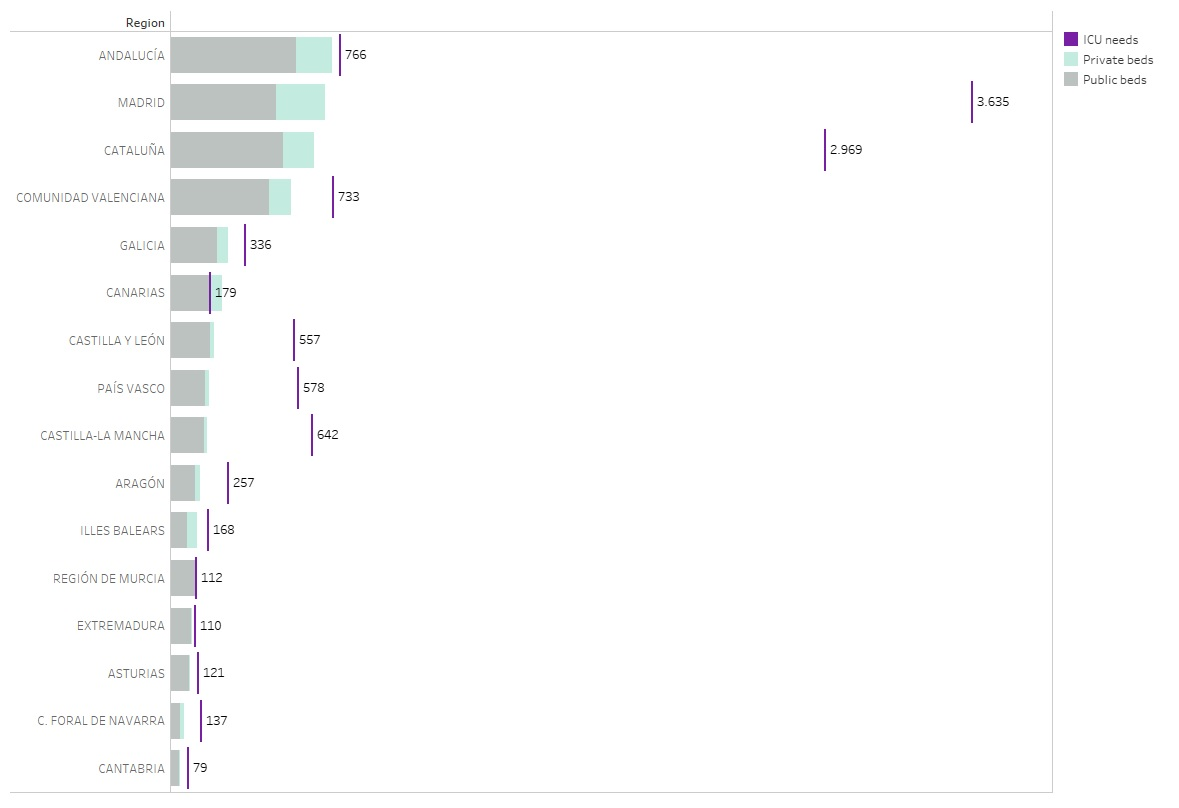 Region
ICU needs
Private beds
Public beds
ANDALUCÍA 766
MADRID 3.635
CATALUÑA 2.969
COMUNIDAD VALENCIANA 733
GALICIA 336
CANARIAS 179
CASTILLA Y LEÓN 557
PAÍS VASCO 578
CASTILLA-LA MANCHA 642
ARAGÓN 257
ILLES BALEARS 168
REGIÓN DE MURCIA 112
EXTREMADURA 110
ASTURIAS 121
C. FORAL DE NAVARRA 137
CANTABRIA 79